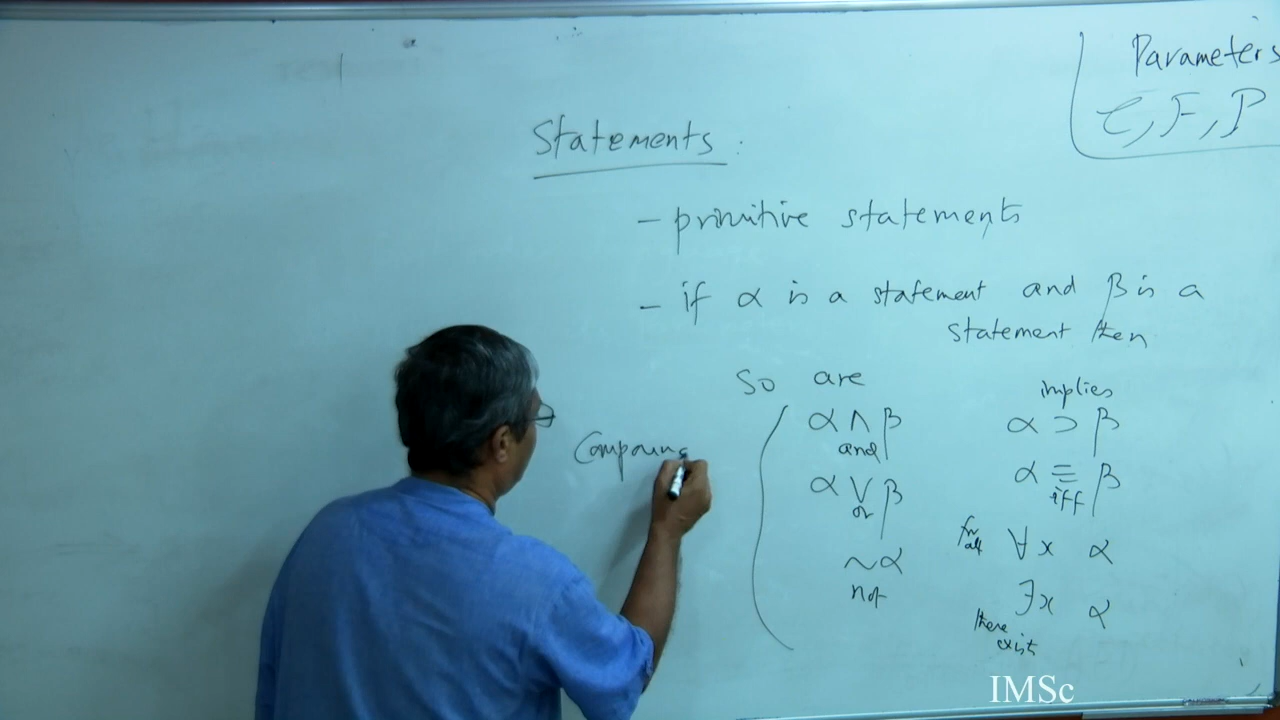 Parameters
C, F, P
Statements :
- primitive statements
- if α is a statement and β is a
statement then
so are
implies
α ∧ β α ⊃ β
and
α ∨ β α ≡ β
or iff
for all ∀x α
~α
not ∃x α
there
exists
Compoun
IMSc